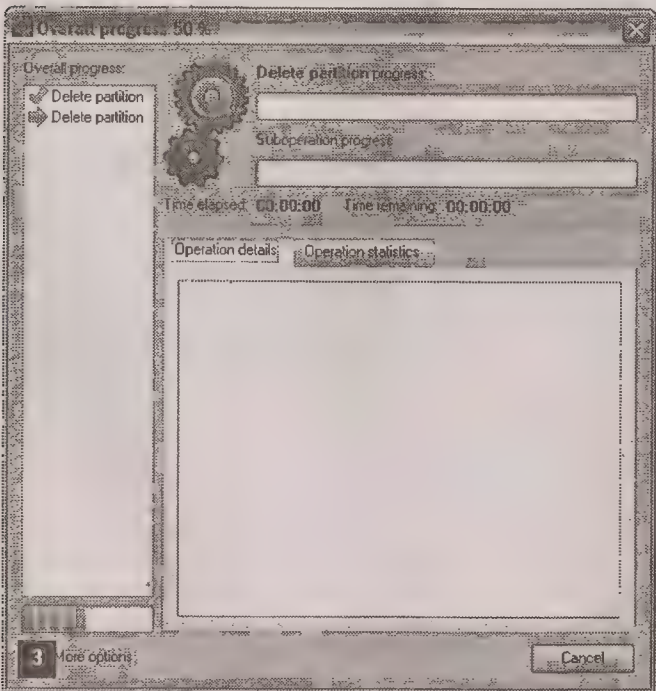 Overall progress: 50 %
Overall progress:
Delete partition
Delete partition
Delete partition progress:
Suboperation progress
Time elapsed: 00:00:00 Time remaining: 00:00:00
Operation details Operation statistics
3 More options
Cancel